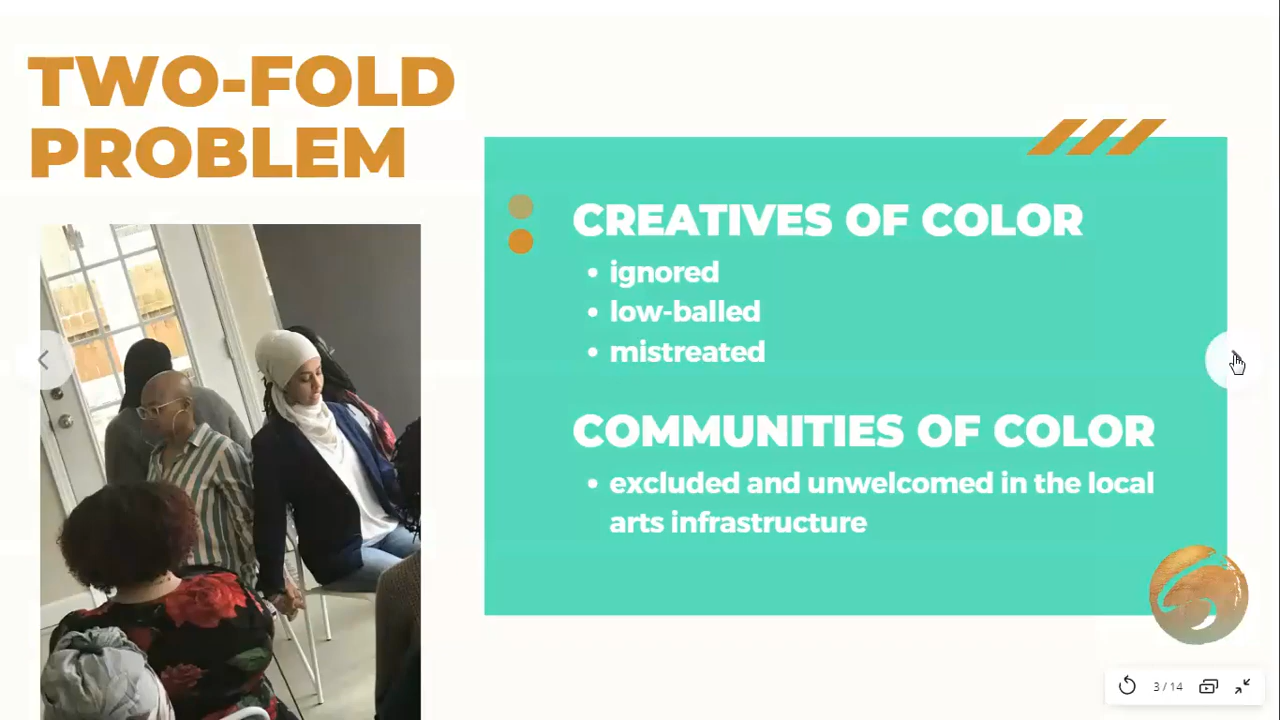 TWO-FOLD
PROBLEM
CREATIVES OF COLOR
• ignored
• low-balled
• mistreated
COMMUNITIES OF COLOR
• excluded and unwelcomed in the local
arts infrastructure
3 / 14